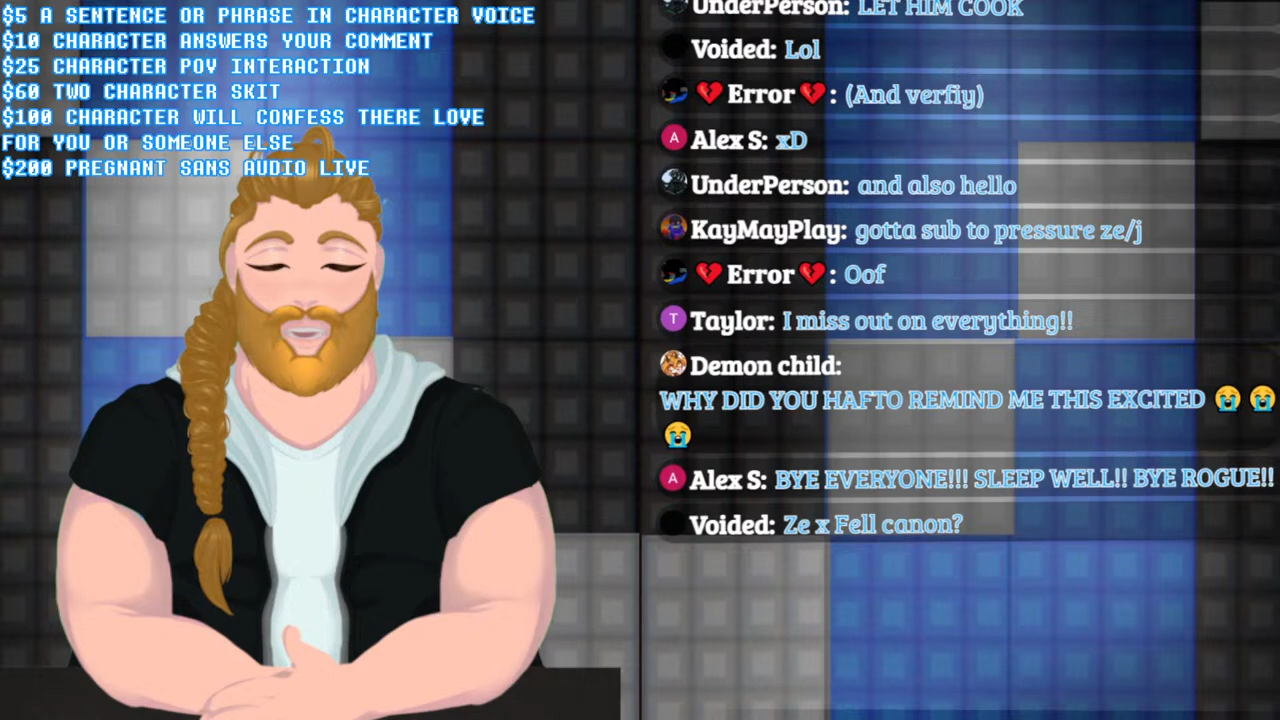 $5 A SENTENCE OR PHRASE IN CHARACTER VOICE
$10 CHARACTER ANSWERS YOUR COMMENT
$25 CHARACTER POV INTERACTION
$60 TWO CHARACTER SKIT
$100 CHARACTER WILL CONFESS THERE LOVE
FOR YOU OR SOMEONE ELSE
$200 PREGNANT SANS AUDIO LIVE
UnderPerson: LET HIM COOK
Voided: Lol
💔 Error 💔: (And verfiy)
A Alex S: xD
UnderPerson: and also hello
KayMayPlay: gotta sub to pressure ze/j
💔 Error 💔: Oof
T Taylor: I miss out on everything!!
Demon child:
WHY DID YOU HAFTO REMIND ME THIS EXCITED 😭 😭
😭
A Alex S: BYE EVERYONE!!! SLEEP WELL!! BYE ROGUE!!
Voided: Ze x Fell canon?